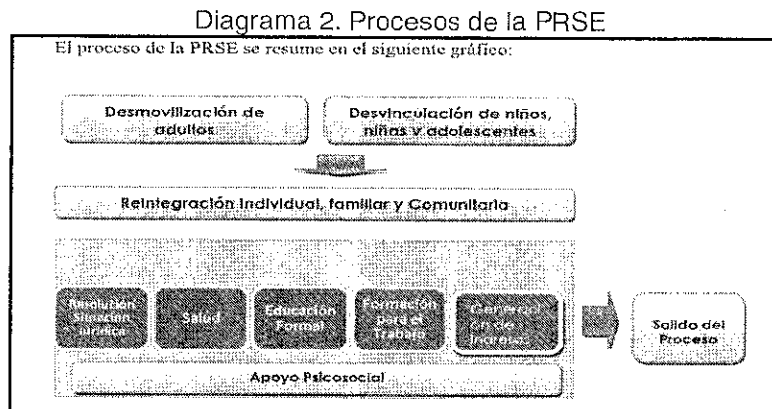 Diagrama 2. Procesos de la PRSE
El proceso de la PRSE se resume en el siguiente gráfico:
Desmovilización de
adultos
Desvinculación de niños,
niñas y adolescentes
Reintegración Individual, familiar y Comunitaria
Resolución
Situación
Jurídica
Salud
Educación
Formal
Formación
para el
Trabajo
Generaci
ón de
Ingresos
Apoyo Psicosocial
Salida del
Proceso